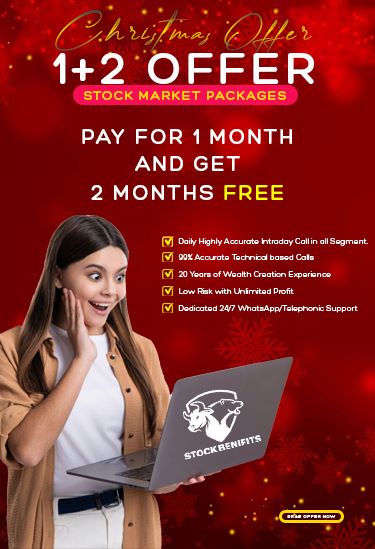 Christmas Offer
1+2 OFFER
STOCK MARKET PACKAGES
PAY FOR 1 MONTH
AND GET
2 MONTHS FREE
Daily Highly Accurate Intraday Call in all Segment.
99% Accurate Technical based Calls
20 Years of Wealth Creation Experience
Low Risk with Unlimited Profit
Dedicated 24/7 WhatsApp/Telephonic Support
STOCKBENIFITS
GRAB OFFER NOW